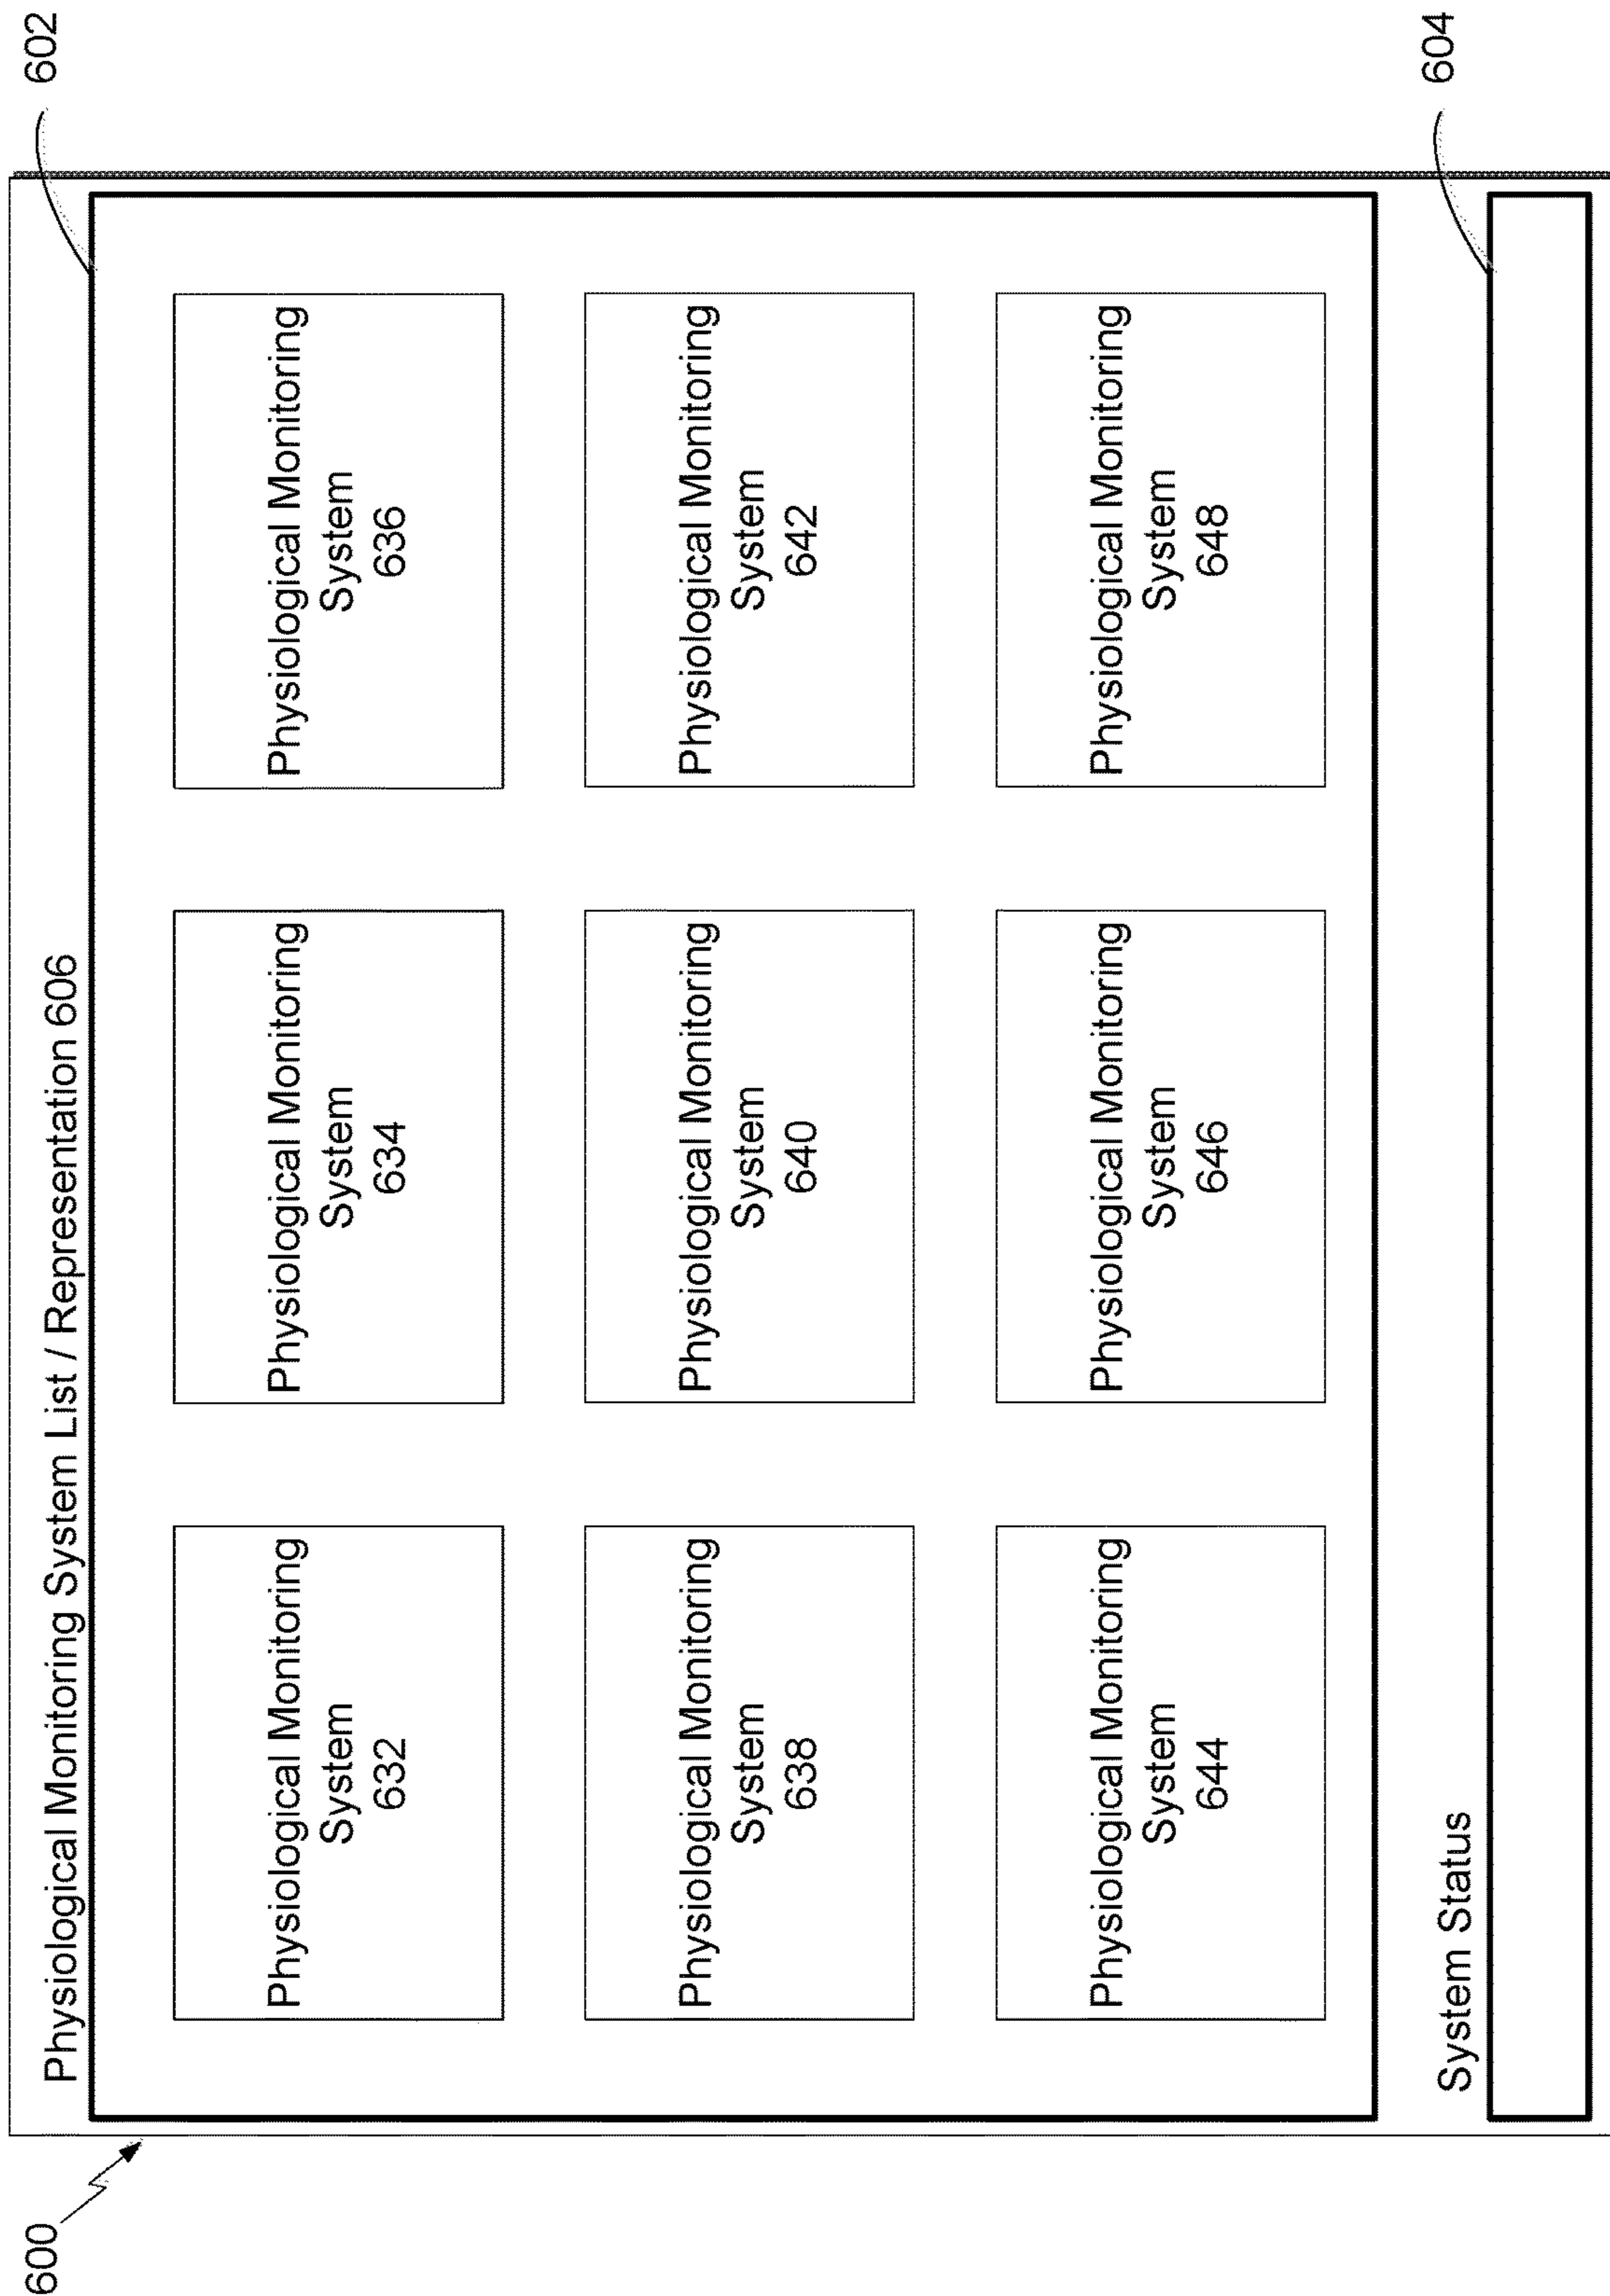 600
Physiological Monitoring System List / Representation 606
602
Physiological Monitoring
System
632
Physiological Monitoring
System
634
Physiological Monitoring
System
636
Physiological Monitoring
System
638
Physiological Monitoring
System
640
Physiological Monitoring
System
642
Physiological Monitoring
System
644
Physiological Monitoring
System
646
Physiological Monitoring
System
648
System Status
604